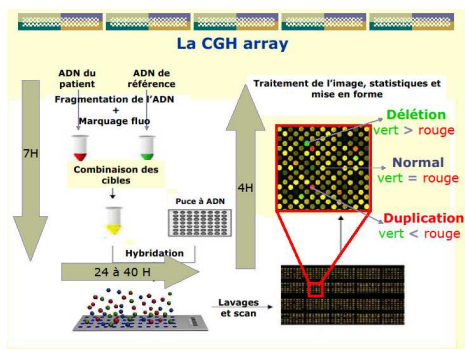 La CGH array
ADN du
patient
ADN de
référence
Fragmentation de l'ADN
+
Marquage fluo
7H
Combinaison des
cibles
Puce à ADN
Hybridation
24 à 40 H
Lavages
et scan
4H
Traitement de l'image, statistiques et
mise en forme
Délétion
vert > rouge
Normal
vert = rouge
Duplication
vert < rouge